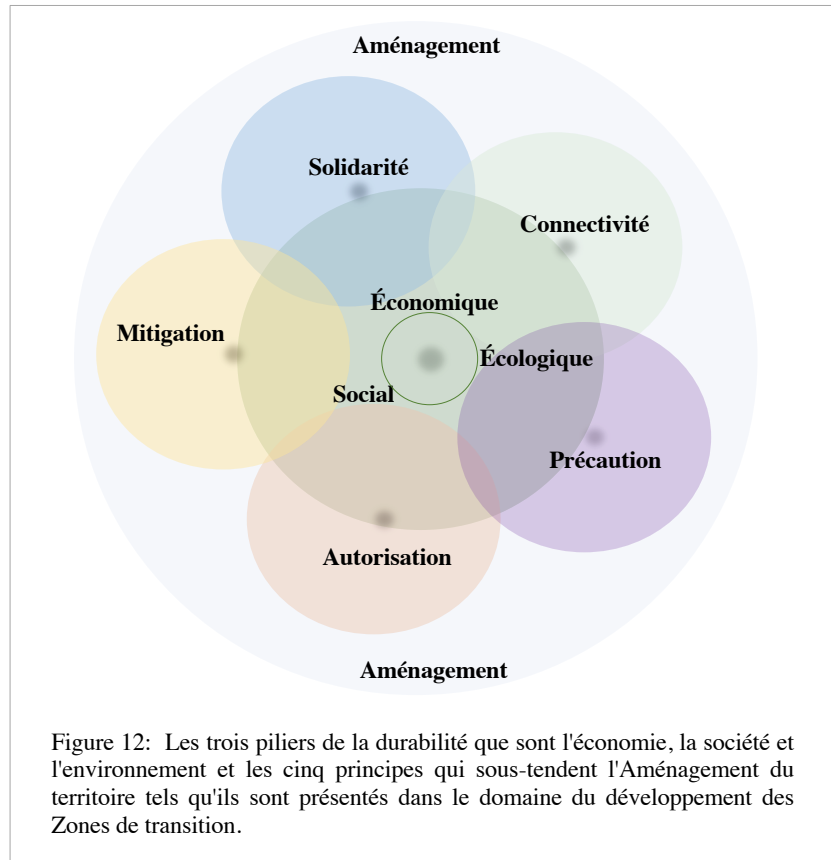 Aménagement
Solidarité
Connectivité
Économique
Mitigation
Écologique
Social
Précaution
Autorisation
Aménagement
Figure 12: Les trois piliers de la durabilité que sont l'économie, la société et
l'environnement et les cinq principes qui sous-tendent l'Aménagement du
territoire tels qu'ils sont présentés dans le domaine du développement des
Zones de transition.